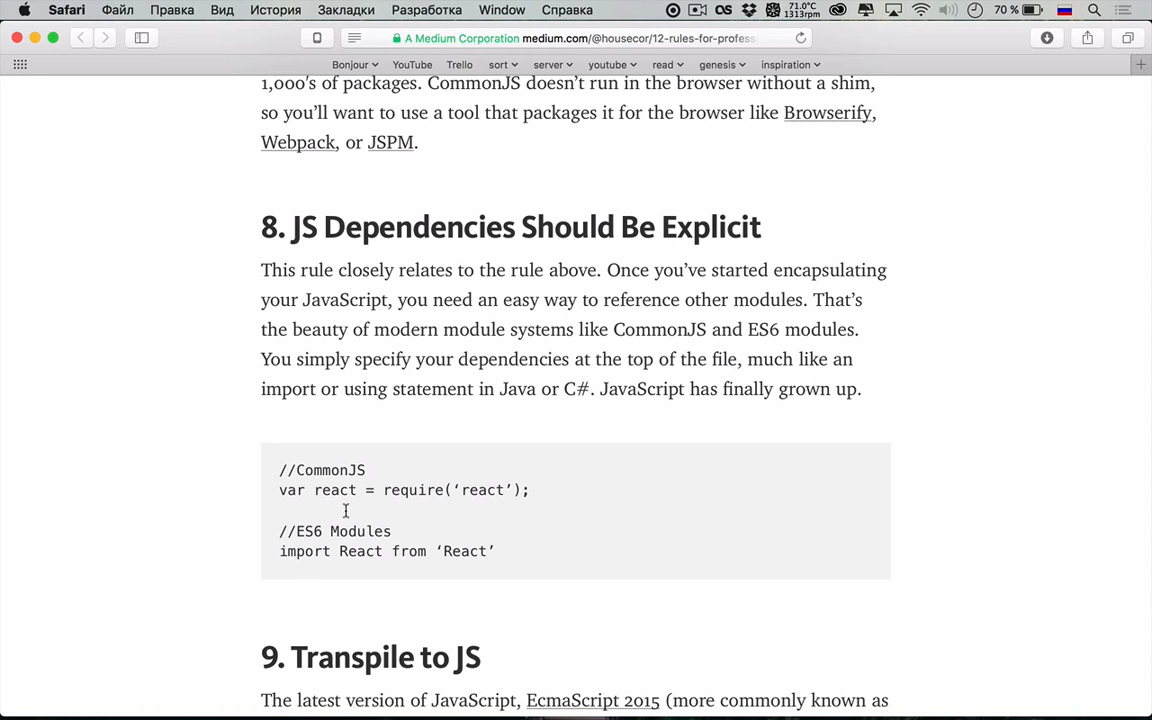 Safari Файл Правка Вид История Закладки Разработка Window Справка
71.0°C
1313rpm
70 %
A Medium Corporation medium.com/@housecor/12-rules-for-profess
Bonjour YouTube Trello sort server youtube read genesis inspiration
1,000's of packages. CommonJS doesn't run in the browser without a shim,
so you'll want to use a tool that packages it for the browser like Browserify,
Webpack, or JSPM.
8. JS Dependencies Should Be Explicit
This rule closely relates to the rule above. Once you've started encapsulating
your JavaScript, you need an easy way to reference other modules. That's
the beauty of modern module systems like CommonJS and ES6 modules.
You simply specify your dependencies at the top of the file, much like an
import or using statement in Java or C#. JavaScript has finally grown up.
//CommonJS
var react = require(‘react’);
//ES6 Modules
import React from ‘React’
9. Transpile to JS
The latest version of JavaScript, EcmaScript 2015 (more commonly known as